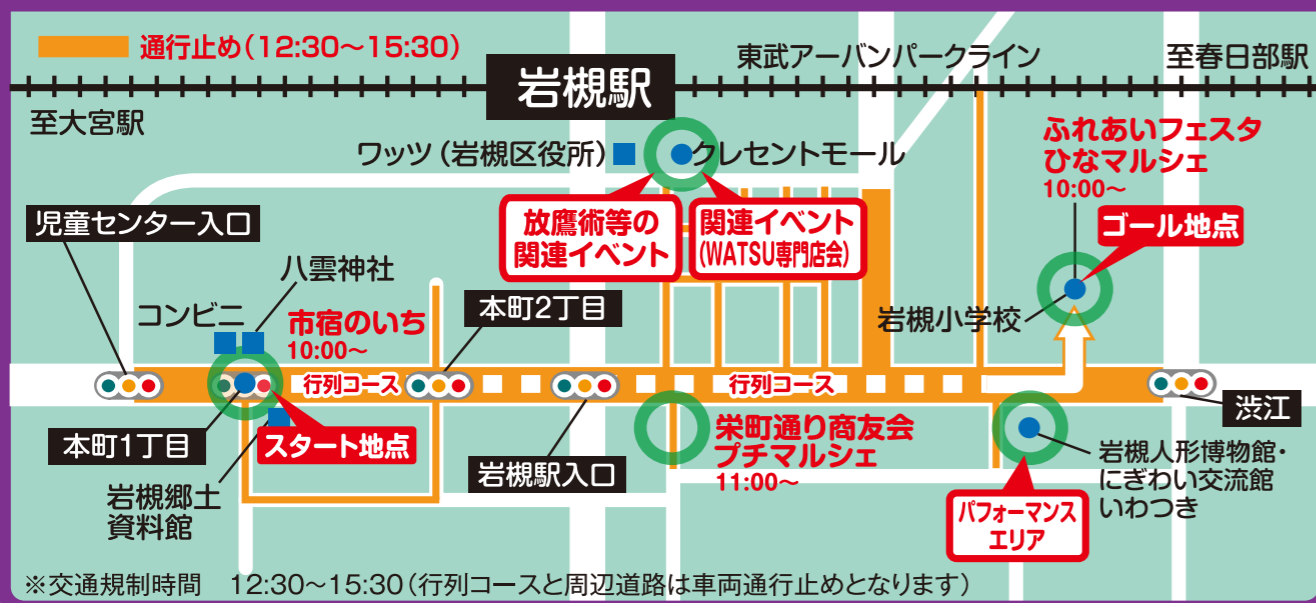 通行止め(12:30〜15:30)
岩槻駅
東武アーバンパークライン
至春日部駅
至大宮駅
ワッツ(岩槻区役所)
クレセントモール
ふれあいフェスタ
ひなマルシェ
10:00〜
ゴール地点
放鷹術等の
関連イベント
関連イベント
(WATSU専門店会)
児童センター入口
八雲神社
コンビニ
市宿のいち
10:00〜
本町2丁目
岩槻小学校
行列コース
行列コース
本町1丁目
スタート地点
岩槻郷土
資料館
岩槻駅入口
栄町通り商友会
プチマルシェ
11:00〜
渋江
岩槻人形博物館・
にぎわい交流館
いわつき
パフォーマンス
エリア
※交通規制時間 12:30〜15:30(行列コースと周辺道路は車両通行止めとなります)